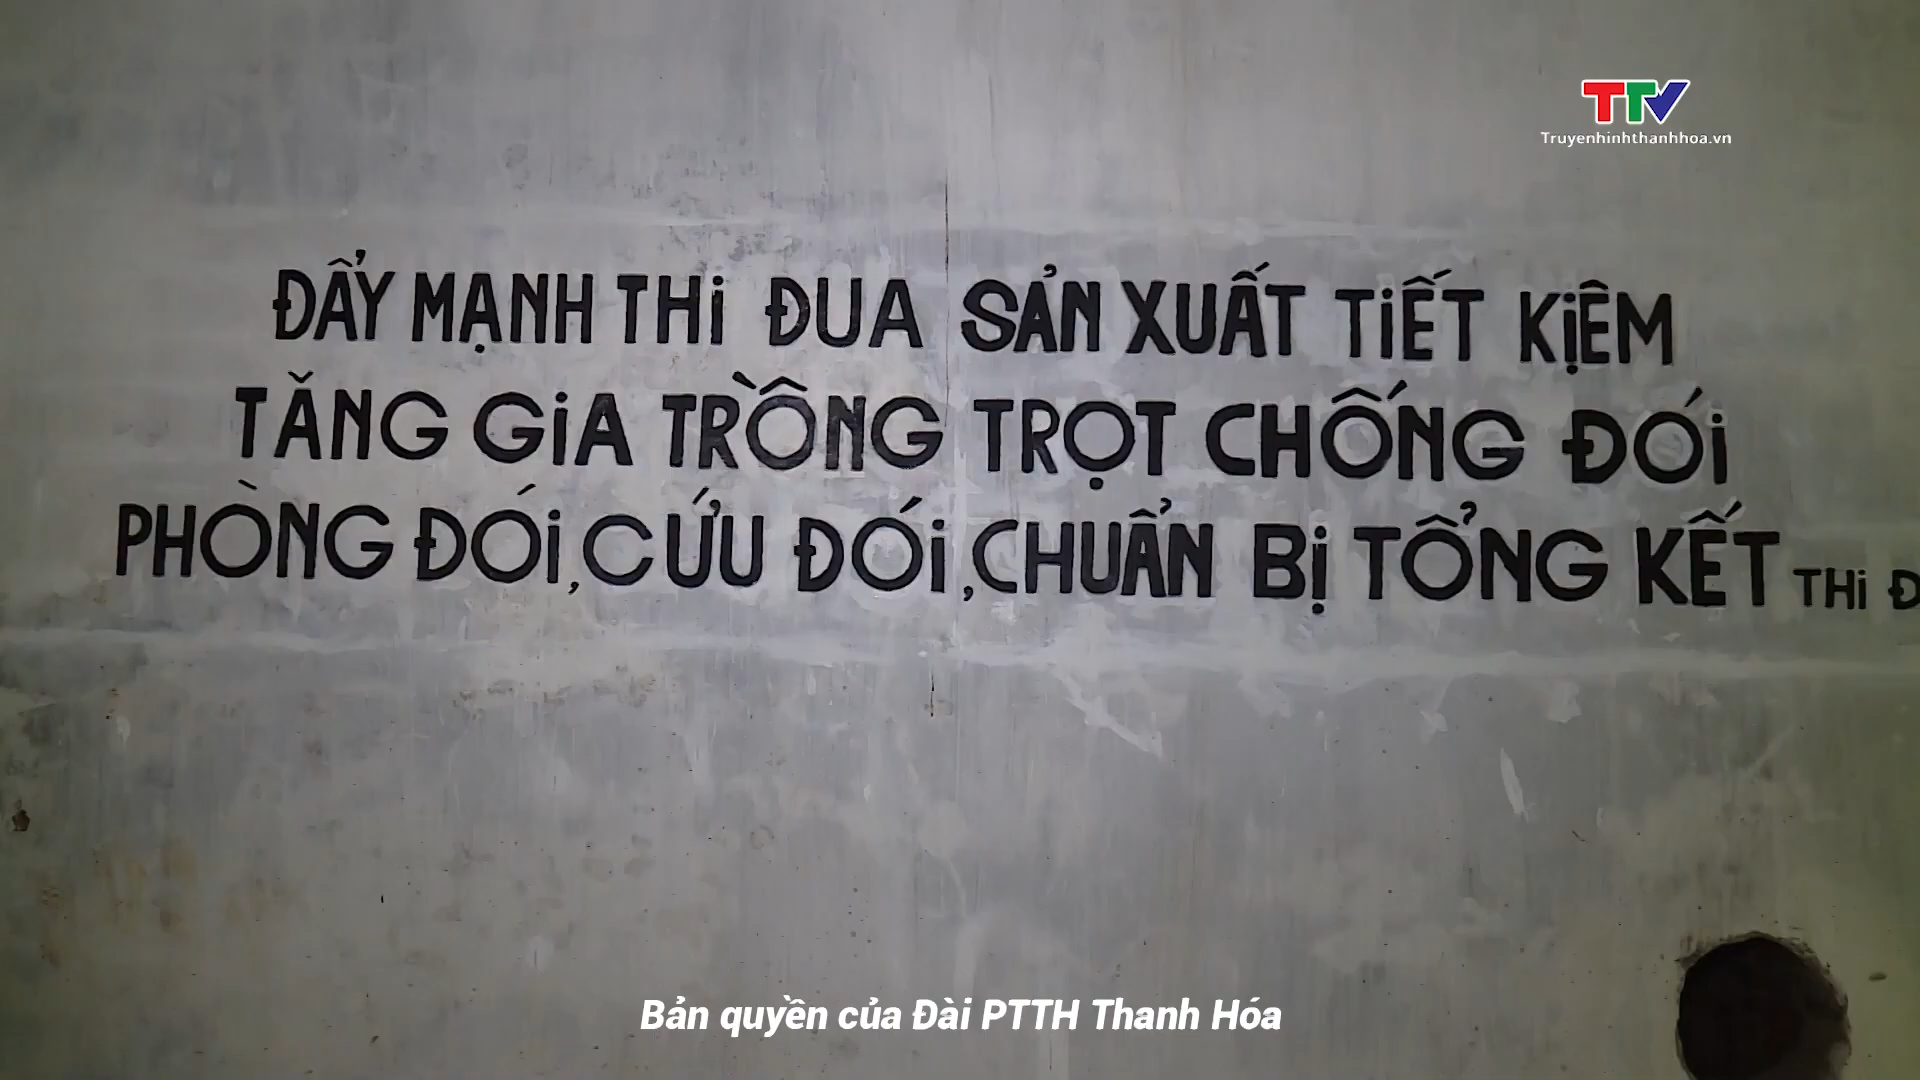 TTV
Truyenhinhthanhhoa.vn
ĐẨY MẠNH THi ĐUA SẢN XUẤT TiẾT KiỆM
TĂNG GiA TRỒNG TRỌT CHỐNG ĐÓi
PHÒNG ĐÓi, CỨU ĐÓi, CHUẨN Bị TỔNG KẾT THi
Bản quyền của Đài PTTH Thanh Hóa